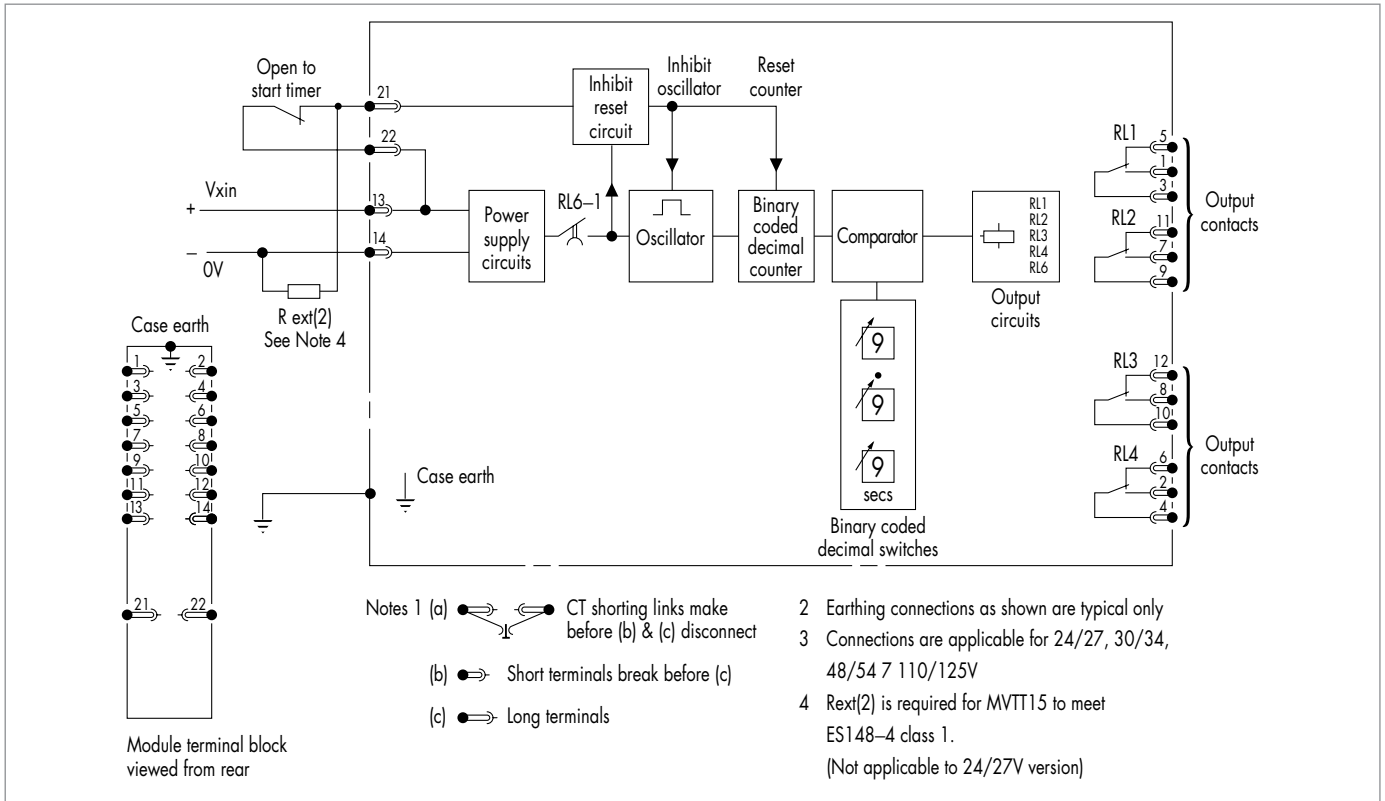 Open to
start timer
21
22
Vxin
+
13
−
0V
14
R ext(2)
See Note 4
Inhibit
reset
circuit
Inhibit
oscillator
Reset
counter
Power
supply
circuits
RL6–1
Oscillator
Binary
coded
decimal
counter
Comparator
RL1
RL2
RL3
RL4
RL6
Output
circuits
9
9
9
secs
Binary coded
decimal switches
RL1
5
1
3
RL2
11
7
9
Output
contacts
RL3
12
8
10
RL4
6
2
4
Output
contacts
Case earth
Case earth
1 2
3 4
5 6
7 8
9 10
11 12
13 14
21 22
Module terminal block
viewed from rear
Notes 1 (a) CT shorting links make
before (b) & (c) disconnect
(b) Short terminals break before (c)
(c) Long terminals
2 Earthing connections as shown are typical only
3 Connections are applicable for 24/27, 30/34,
48/54 7 110/125V
4 Rext(2) is required for MVTT15 to meet
ES148–4 class 1.
(Not applicable to 24/27V version)